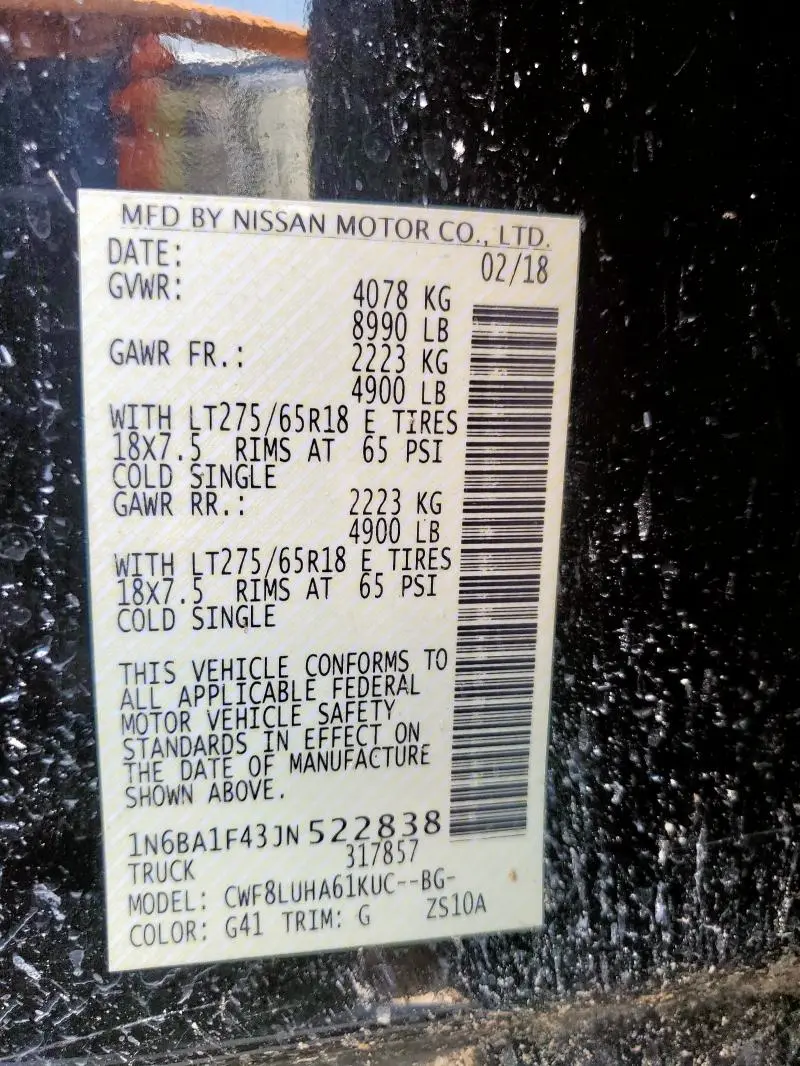 MFD BY NISSAN MOTOR CO., LTD.
DATE: 02/18
GVWR: 4078 KG
8990 LB
GAWR FR.: 2223 KG
4900 LB
WITH LT275/65R18 E TIRES
18X7.5 RIMS AT 65 PSI
COLD SINGLE
GAWR RR.: 2223 KG
4900 LB
WITH LT275/65R18 E TIRES
18X7.5 RIMS AT 65 PSI
COLD SINGLE
THIS VEHICLE CONFORMS TO
ALL APPLICABLE FEDERAL
MOTOR VEHICLE SAFETY
STANDARDS IN EFFECT ON
THE DATE OF MANUFACTURE
SHOWN ABOVE.
1N6BA1F43JN522838
TRUCK 317857
MODEL: CWF8LUHA61KUC--BG-
COLOR: G41 TRIM: G ZS10A